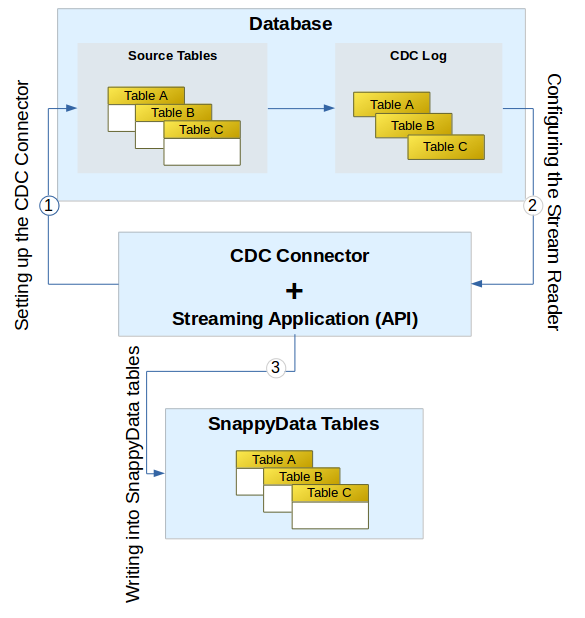 Database
Source Tables
Table A
Table B
Table C
CDC Log
Table A
Table B
Table C
Setting up the CDC Connector
1
Configuring the Stream Reader
2
CDC Connector
+
Streaming Application (API)
3
Writing into SnappyData tables
SnappyData Tables
Table A
Table B
Table C